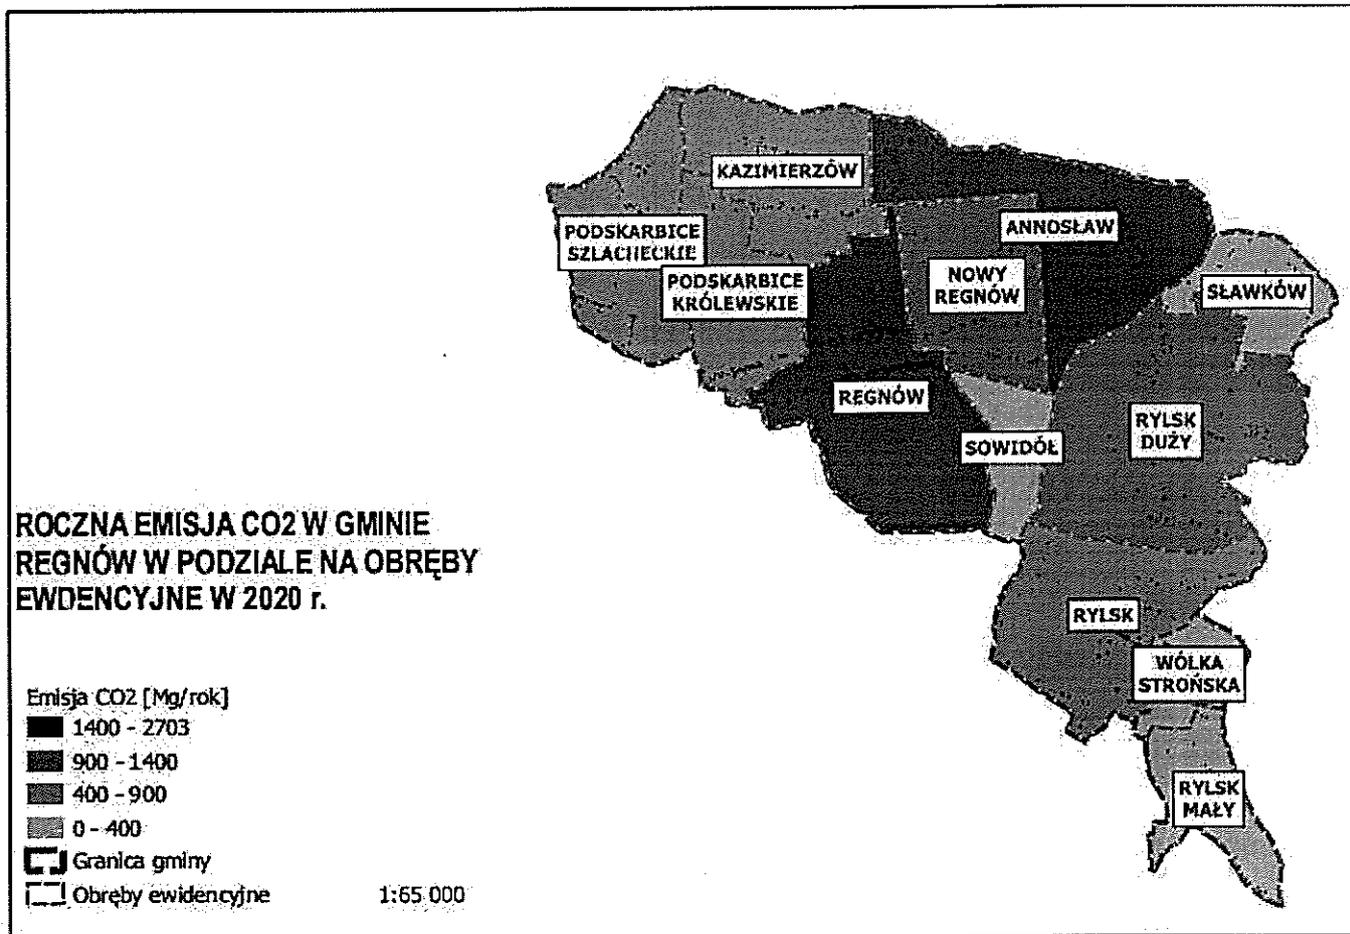 KAZIMIERZÓW
PODSKARBICE
SZLACHECKIE
PODSKARBICE
KRÓLEWSKIE
ANNOSŁAW
NOWY
REGNÓW
SŁAWKÓW
REGNÓW
SOWIDÓŁ
RYLSK
DUŻY
RYLSK
WÓLKA
STROŃSKA
RYLSK
MAŁY
ROCZNA EMISJA CO2 W GMINIE
REGNÓW W PODZIALE NA OBRĘBY
EWDENCYJNE W 2020 r.
Emisja CO2 [Mg/rok]
1400 - 2703
900 - 1400
400 - 900
0 - 400
Granica gminy
Obręby ewidencyjne 1:65 000